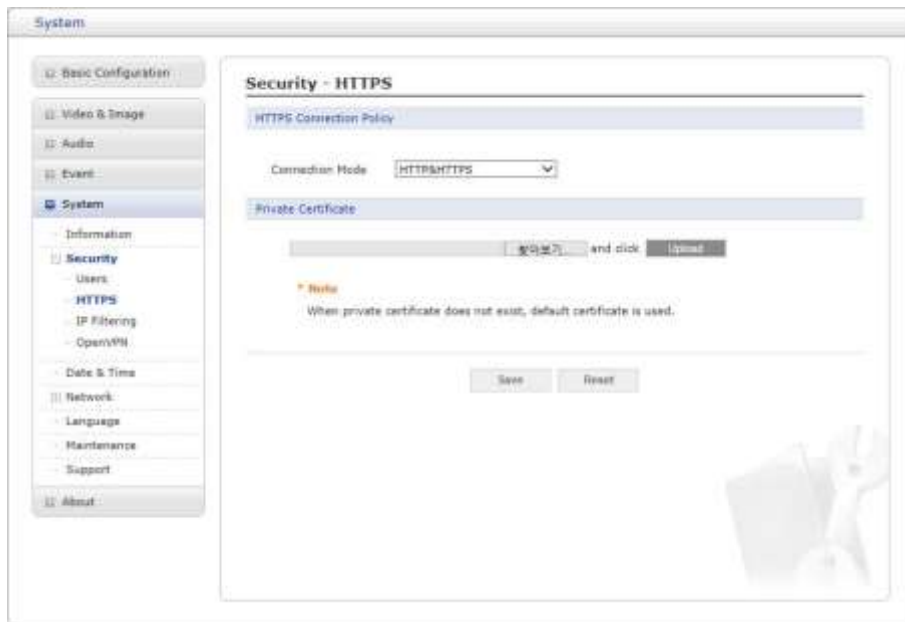 System
Basic Configuration
Video & Image
Audio
Event
System
Information
Security
Users
HTTPS
IP Filtering
OpenVPN
Date & Time
Network
Language
Maintenance
Support
About
Security - HTTPS
HTTPS Connection Policy
Connection Mode HTTP&HTTPS
Private Certificate
찾아보기... and click Upload
* Note
When private certificate does not exist, default certificate is used.
Save Reset